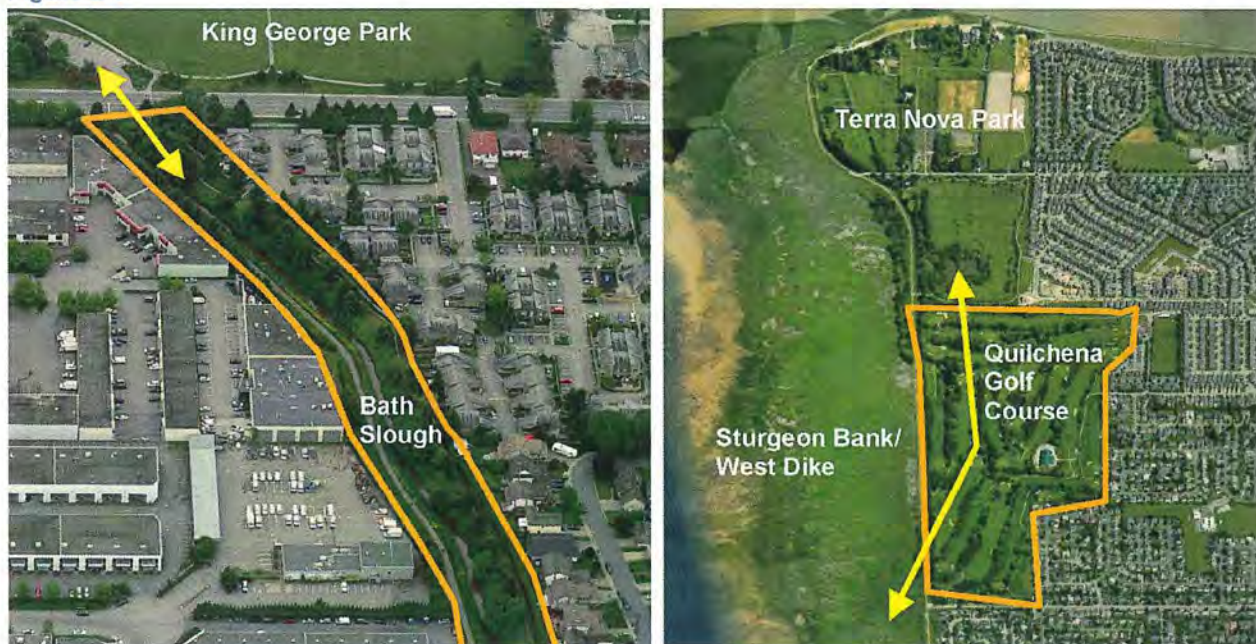 King George Park
Bath
Slough
Terra Nova Park
Quilchena
Golf
Course
Sturgeon Bank/
West Dike